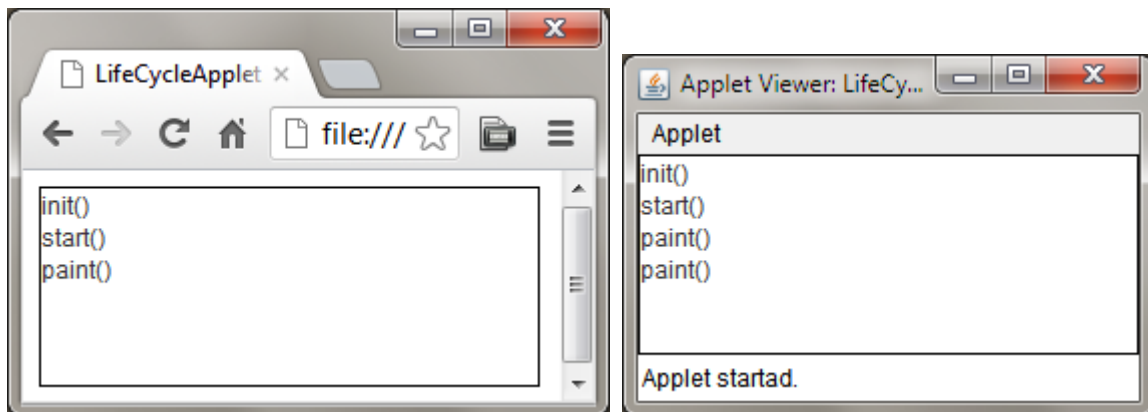 LifeCycleApplet
file:///
init()
start()
paint()
Applet Viewer: LifeCy...
Applet
init()
start()
paint()
paint()
Applet startad.